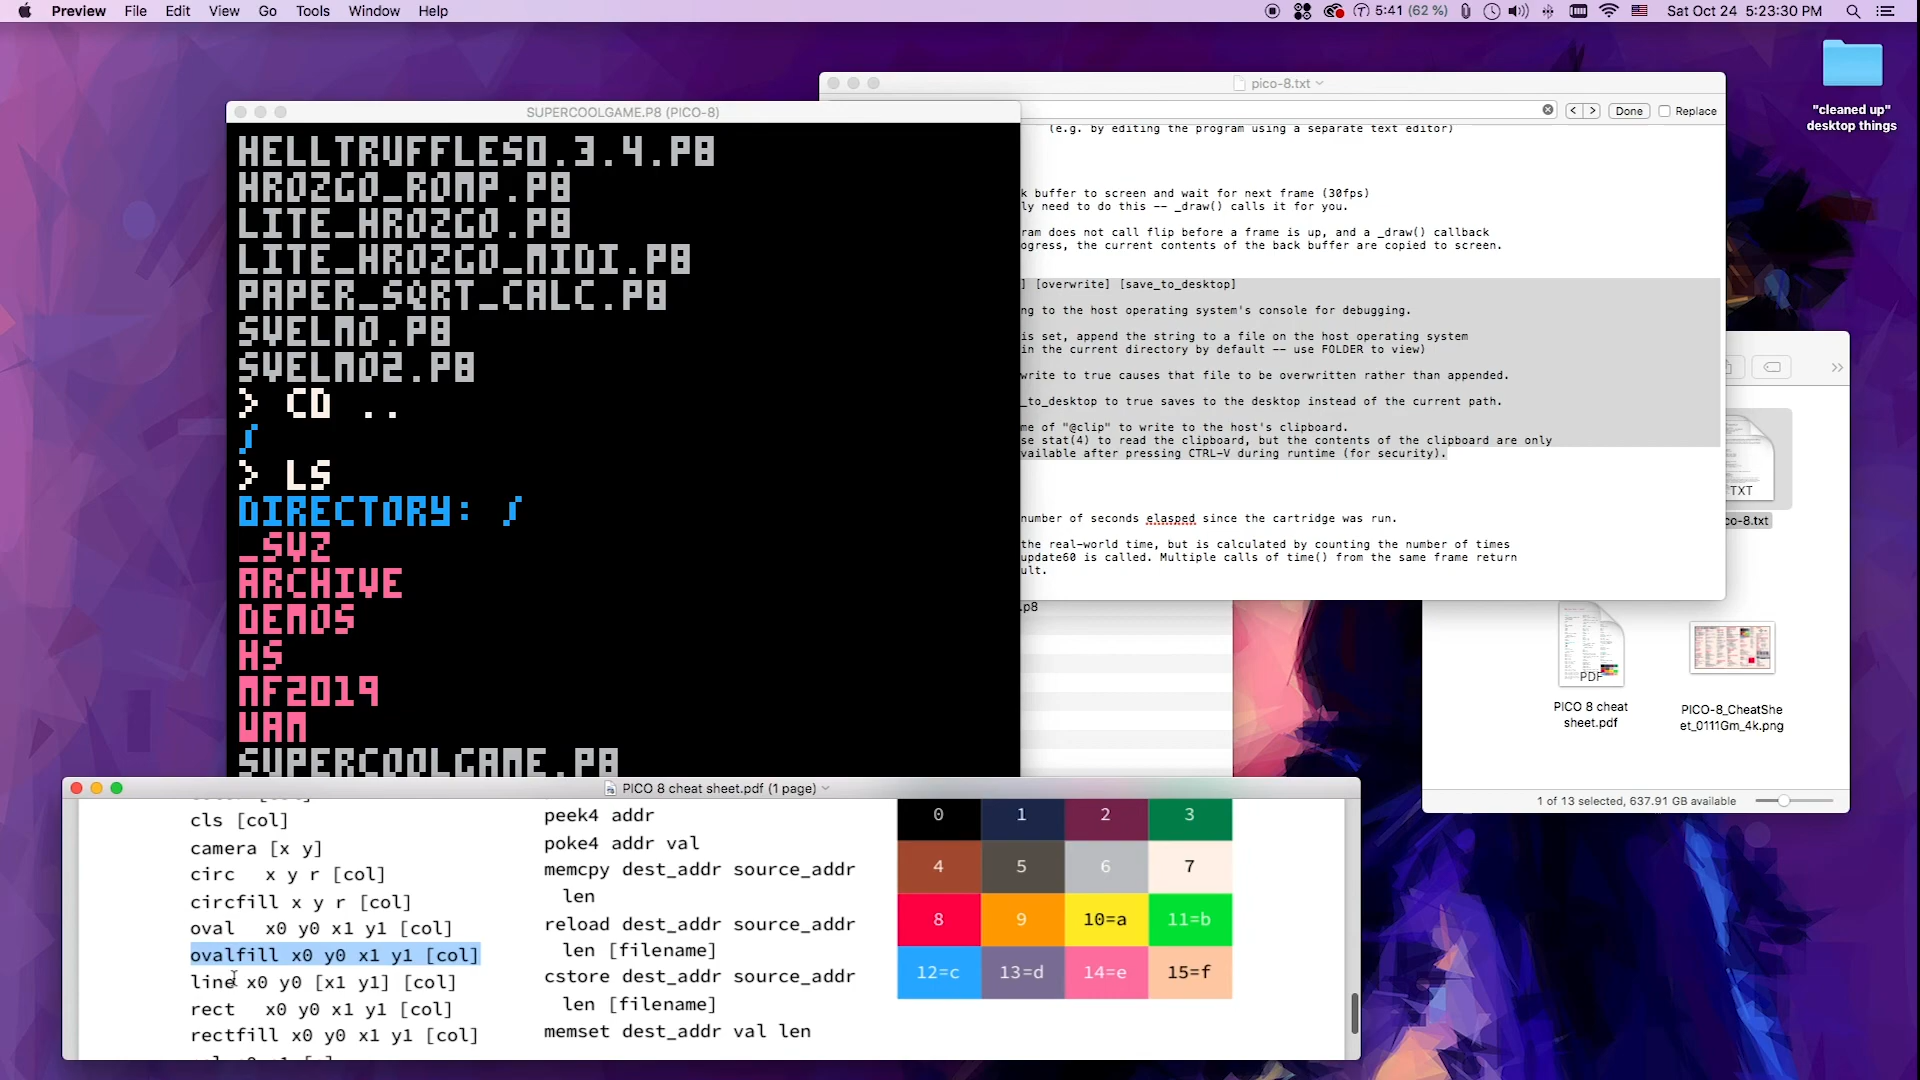 Preview File Edit View Go Tools Window Help
5:41 (62 %) Sat Oct 24 5:23:30 PM
"cleaned up"
desktop things
pico-8.txt
Done Replace
(e.g. by editing the program using a separate text editor)
k buffer to screen and wait for next frame (30fps)
ly need to do this -- _draw() calls it for you.
ram does not call flip before a frame is up, and a _draw() callback
ogress, the current contents of the back buffer are copied to screen.
] [overwrite] [save_to_desktop]
ng to the host operating system's console for debugging.
is set, append the string to a file on the host operating system
in the current directory by default -- use FOLDER to view)
write to true causes that file to be overwritten rather than appended.
_to_desktop to true saves to the desktop instead of the current path.
me of "@clip" to write to the host's clipboard.
se stat(4) to read the clipboard, but the contents of the clipboard are only
vailable after pressing CTRL-V during runtime (for security).
number of seconds elasped since the cartridge was run.
the real-world time, but is calculated by counting the number of times
update60 is called. Multiple calls of time() from the same frame return
ult.
SUPERCOOLGAME.P8 (PICO-8)
HELLTRUFFLES0.3.4.P8
HROZGO_ROMP.P8
LITE_HROZGO.P8
LITE_HROZGO_MIDI.P8
PAPER_SQRT_CALC.P8
SVELMO.P8
SVELMO2.P8
> CD ..
/
> LS
DIRECTORY: /
_SVZ
ARCHIVE
DEMOS
HS
MF2019
WAM
SUPERCOOLGAME.P8
.p8
TXT
co-8.txt
PDF
PICO 8 cheat
sheet.pdf
PICO-8_CheatShe
et_0111Gm_4k.png
1 of 13 selected, 637.91 GB available
PICO 8 cheat sheet.pdf (1 page)
cls [col]
camera [x y]
circ x y r [col]
circfill x y r [col]
oval x0 y0 x1 y1 [col]
ovalfill x0 y0 x1 y1 [col]
line x0 y0 [x1 y1] [col]
rect x0 y0 x1 y1 [col]
rectfill x0 y0 x1 y1 [col]
peek4 addr
poke4 addr val
memcpy dest_addr source_addr
len
reload dest_addr source_addr
len [filename]
cstore dest_addr source_addr
len [filename]
memset dest_addr val len
0 1 2 3
4 5 6 7
8 9 10=a 11=b
12=c 13=d 14=e 15=f